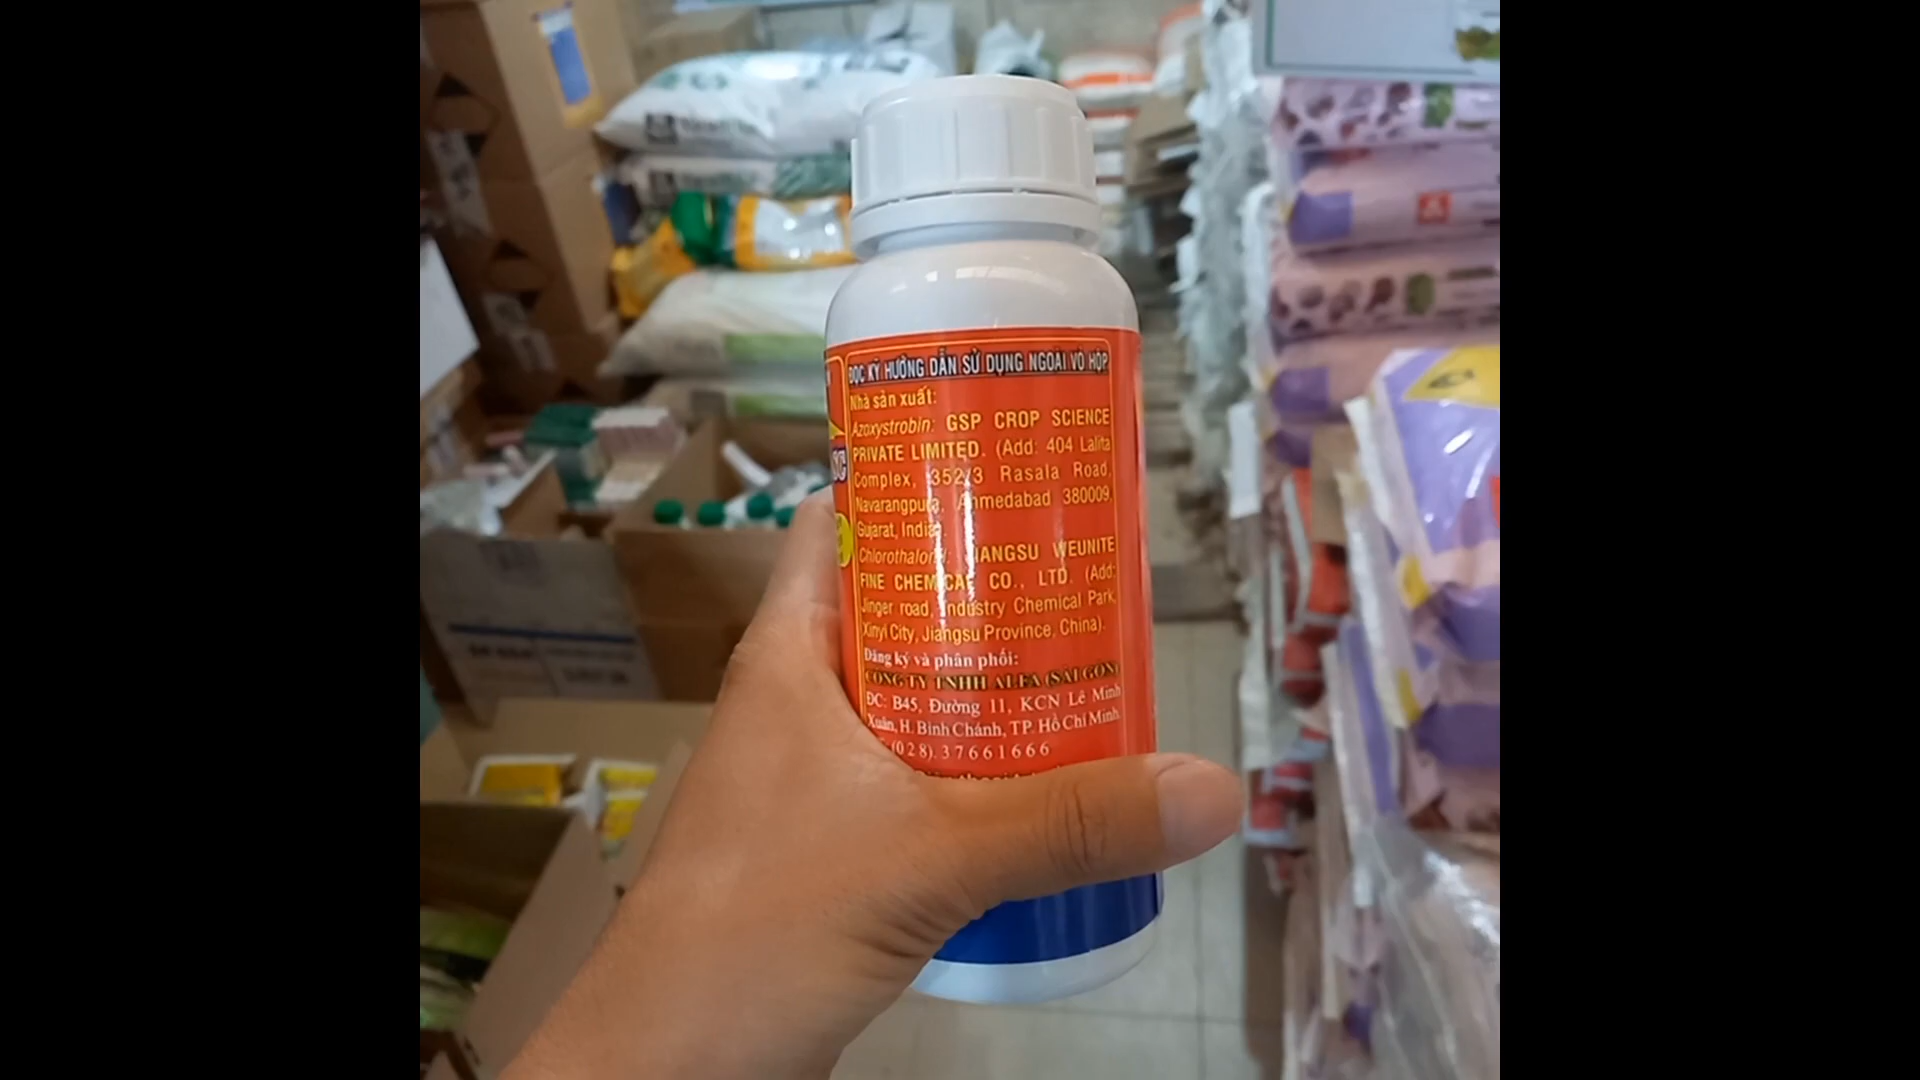 ĐỌC KỸ HƯỚNG DẪN SỬ DỤNG NGOÀI VỎ HỘP
Nhà sản xuất:
Azoxystrobin: GSP CROP SCIENCE
PRIVATE LIMITED. (Add: 404 Lalita
Complex, 352/3 Rasala Road,
Navarangpura, Ahmedabad 380009,
Gujarat, India).
Chlorothalonil: JIANGSU WEUNITE
FINE CHEMICAL CO., LTD. (Add:
Jinger road, Industry Chemical Park,
Xinyi City, Jiangsu Province, China).
Đăng ký và phân phối:
CÔNG TY TNHH ALFA (SÀI GÒN)
ĐC: B45, Đường 11, KCN Lê Minh
Xuân, H. Bình Chánh, TP. Hồ Chí Minh
(028). 37661666
SC